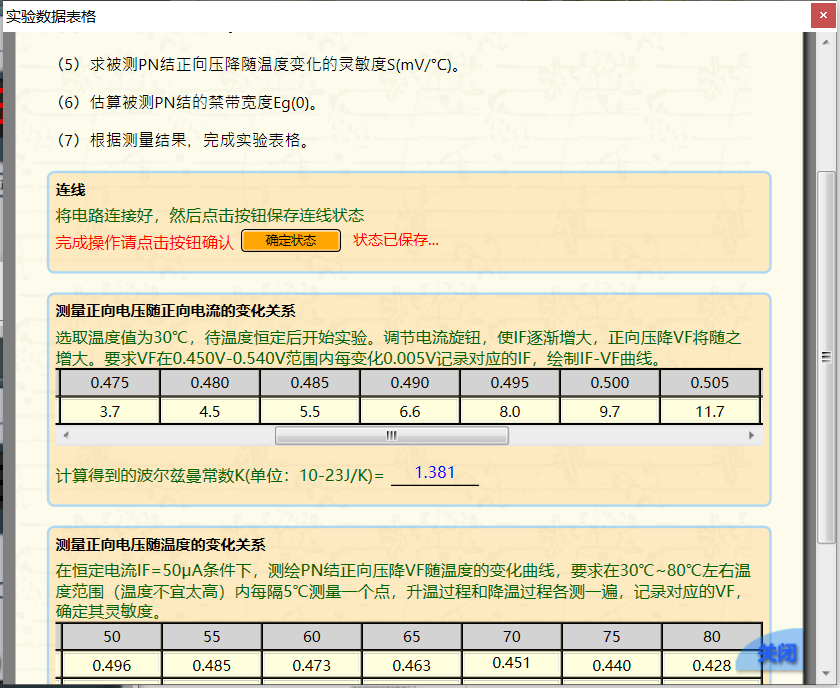 实验数据表格
（5）求被测PN结正向压降随温度变化的灵敏度S(mV/℃)。
（6）估算被测PN结的禁带宽度Eg(0)。
（7）根据测量结果，完成实验表格。
连线
将电路连接好，然后点击按钮保存连线状态
完成操作请点击按钮确认 确定状态 状态已保存...
测量正向电压随正向电流的变化关系
选取温度值为30℃，待温度恒定后开始实验。调节电流旋钮，使IF逐渐增大，正向压降VF将随之
增大。要求VF在0.450V-0.540V范围内每变化0.005V记录对应的IF，绘制IF-VF曲线。
0.475 0.480 0.485 0.490 0.495 0.500 0.505
3.7 4.5 5.5 6.6 8.0 9.7 11.7
计算得到的波尔兹曼常数K(单位：10-23J/K)= 1.381
测量正向电压随温度的变化关系
在恒定电流IF=50μA条件下，测绘PN结正向压降VF随温度的变化曲线，要求在30℃~80℃左右温
度范围（温度不宜太高）内每隔5℃测量一个点，升温过程和降温过程各测一遍，记录对应的VF，
确定其灵敏度。
50 55 60 65 70 75 80
0.496 0.485 0.473 0.463 0.451 0.440 0.428
关闭